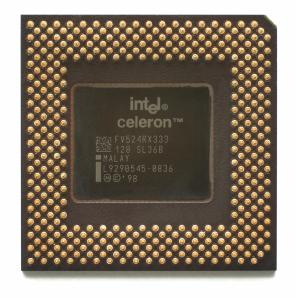 intel
celeron™
FV524RX333
128 SL36B
MALAY
L9290545-0836
©'98